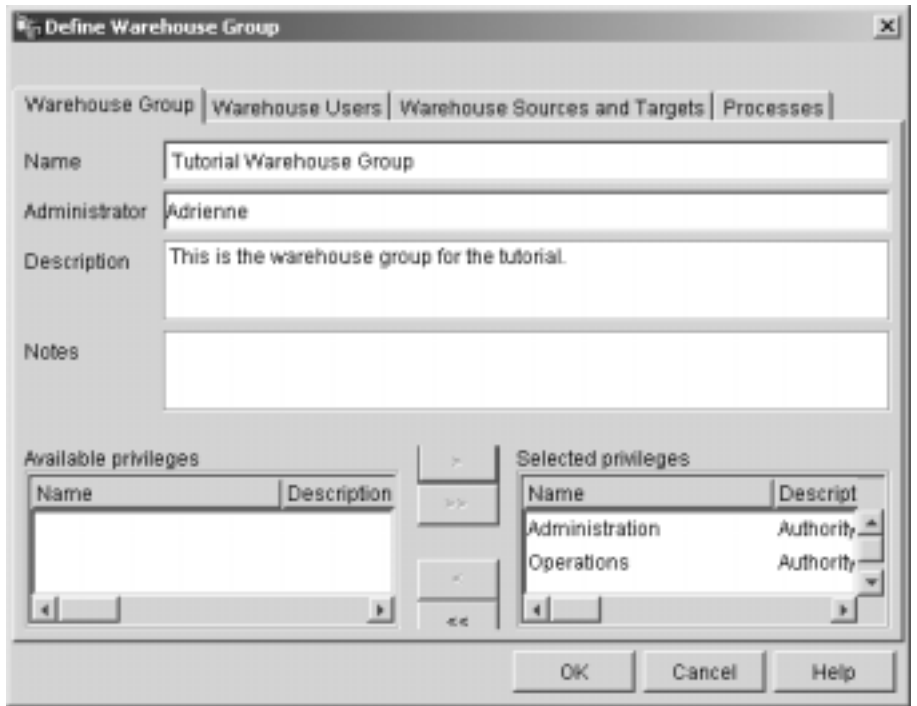 Define Warehouse Group
Warehouse Group Warehouse Users Warehouse Sources and Targets Processes
Name Tutorial Warehouse Group
Administrator Adrienne
Description This is the warehouse group for the tutorial.
Notes
Available privileges > Selected privileges
Name Description >> Name Descript
Administration Authority
Operations Authority
<
<<
OK Cancel Help